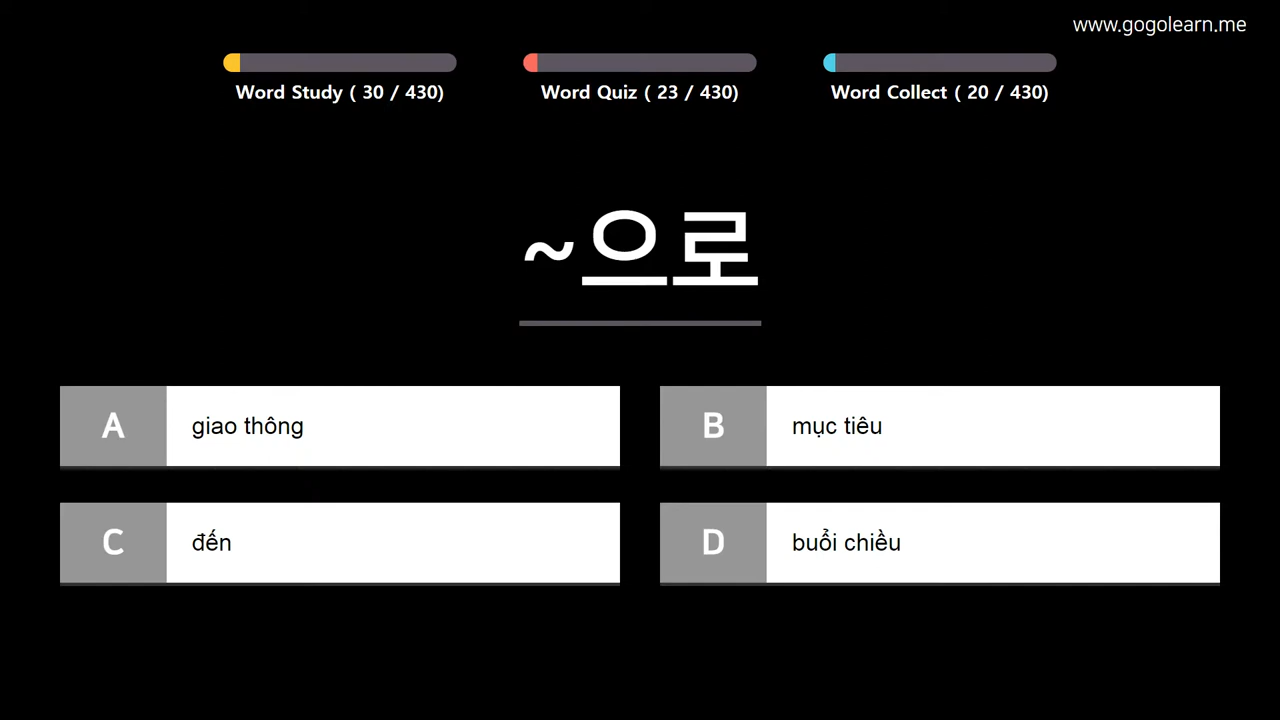 www.gogolearn.me
Word Study ( 30 / 430)
Word Quiz ( 23 / 430)
Word Collect ( 20 / 430)
~으로
A giao thông
B mục tiêu
C đến
D buổi chiều